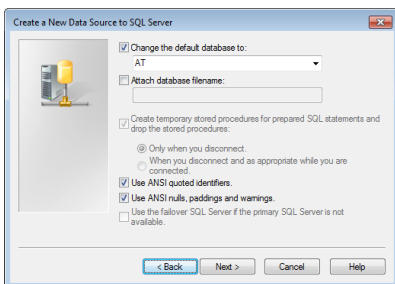 Create a New Data Source to SQL Server
Change the default database to:
AT
Attach database filename:
Create temporary stored procedures for prepared SQL statements and
drop the stored procedures:
Only when you disconnect.
When you disconnect and as appropriate while you are
connected.
Use ANSI quoted identifiers.
Use ANSI nulls, paddings and warnings.
Use the failover SQL Server if the primary SQL Server is not
available.
< Back
Next >
Cancel
Help